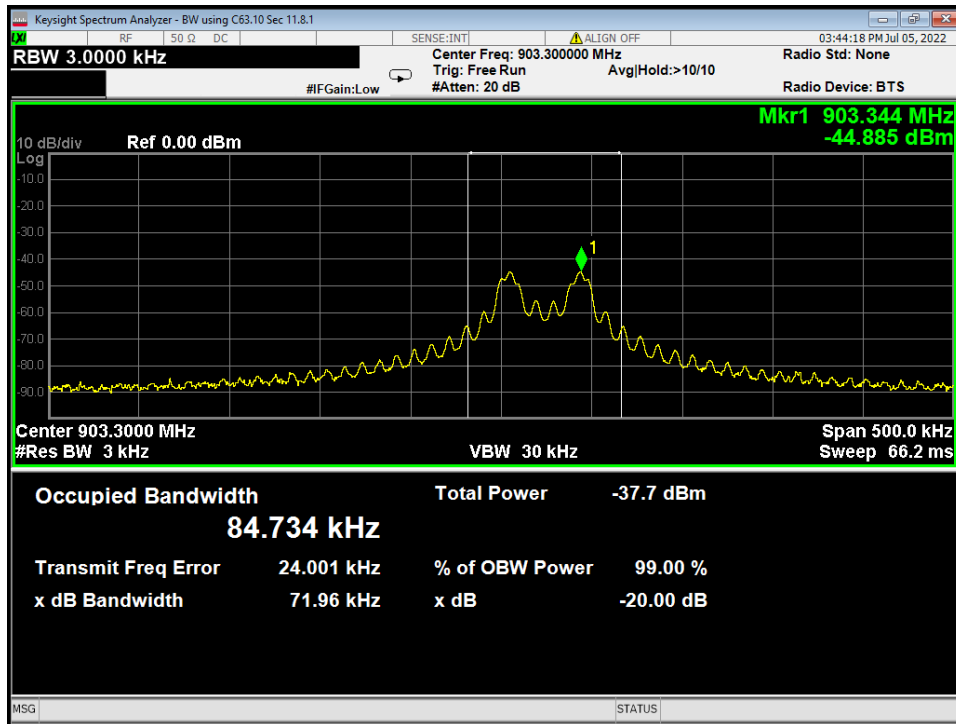 Keysight Spectrum Analyzer - BW using C63.10 Sec 11.8.1
LXI RF 50 Ω DC SENSE:INT ALIGN OFF 03:44:18 PM Jul 05, 2022
RBW 3.0000 kHz Center Freq: 903.300000 MHz Radio Std: None
Trig: Free Run Avg|Hold:>10/10
#IFGain:Low #Atten: 20 dB Radio Device: BTS
Mkr1 903.344 MHz
-44.885 dBm
10 dB/div Ref 0.00 dBm
Log
-10.0
-20.0
-30.0
-40.0
-50.0
-60.0
-70.0
-80.0
-90.0
1
Center 903.3000 MHz Span 500.0 kHz
#Res BW 3 kHz VBW 30 kHz Sweep 66.2 ms
Occupied Bandwidth Total Power -37.7 dBm
84.734 kHz
Transmit Freq Error 24.001 kHz % of OBW Power 99.00 %
x dB Bandwidth 71.96 kHz x dB -20.00 dB
MSG STATUS